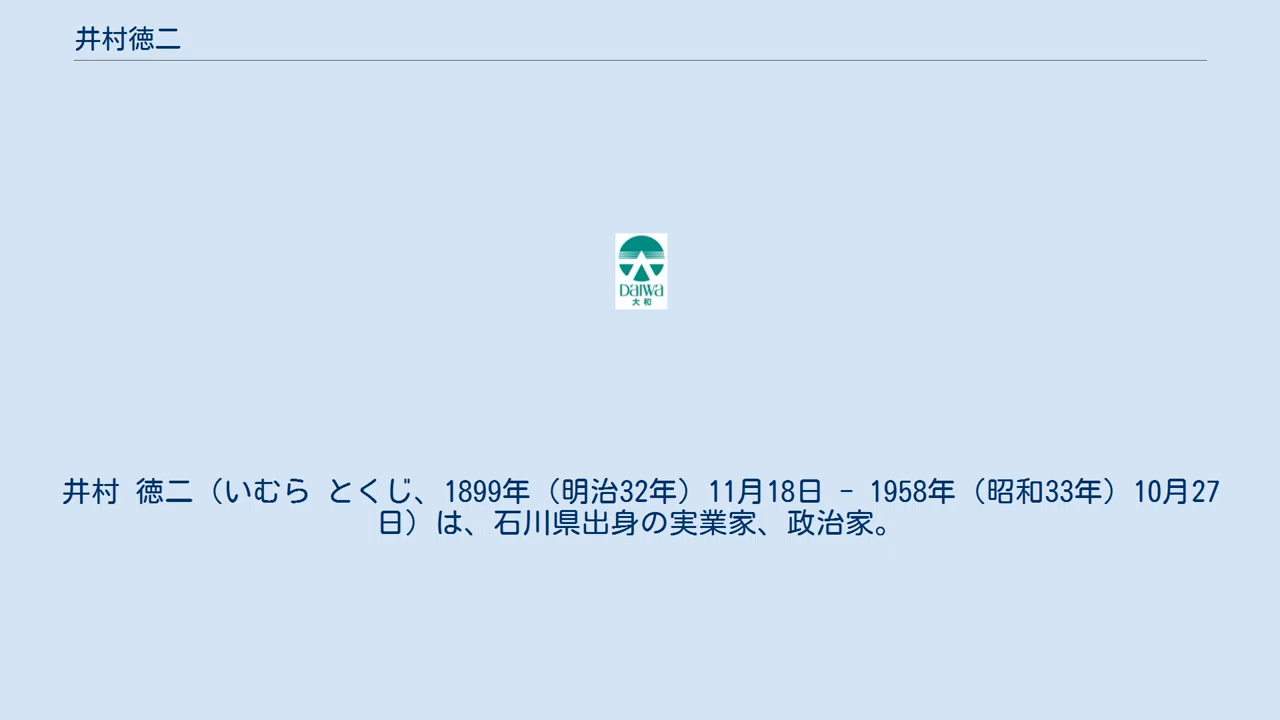 井村徳二
Daiwa
大和
井村 徳二（いむら とくじ、1899年（明治32年）11月18日 - 1958年（昭和33年）10月27
日）は、石川県出身の実業家、政治家。